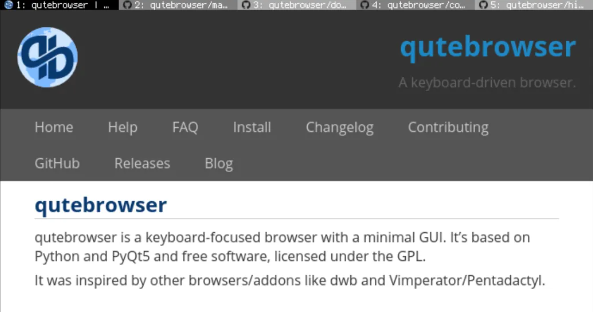 1: qutebrowser | ... 2: qutebrowser/ma... 3: qutebrowser/do... 4: qutebrowser/co... 5: qutebrowser/hi...
qutebrowser
A keyboard-driven browser.
Home Help FAQ Install Changelog Contributing
GitHub Releases Blog
qutebrowser
qutebrowser is a keyboard-focused browser with a minimal GUI. It’s based on
Python and PyQt5 and free software, licensed under the GPL.
It was inspired by other browsers/addons like dwb and Vimperator/Pentadactyl.